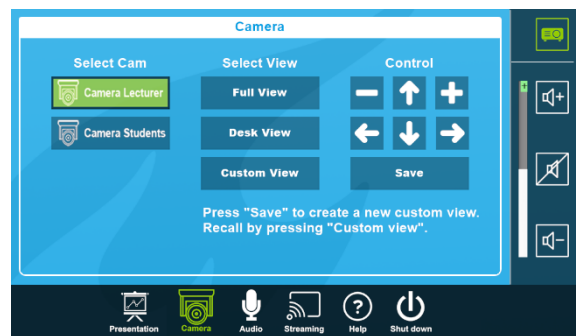 Camera
Select Cam
Select View
Control
Camera Lecturer
Full View
Camera Students
Desk View
Custom View
Save
Press "Save" to create a new custom view.
Recall by pressing "Custom view".
Presentation
Camera
Audio
Streaming
Help
Shut down